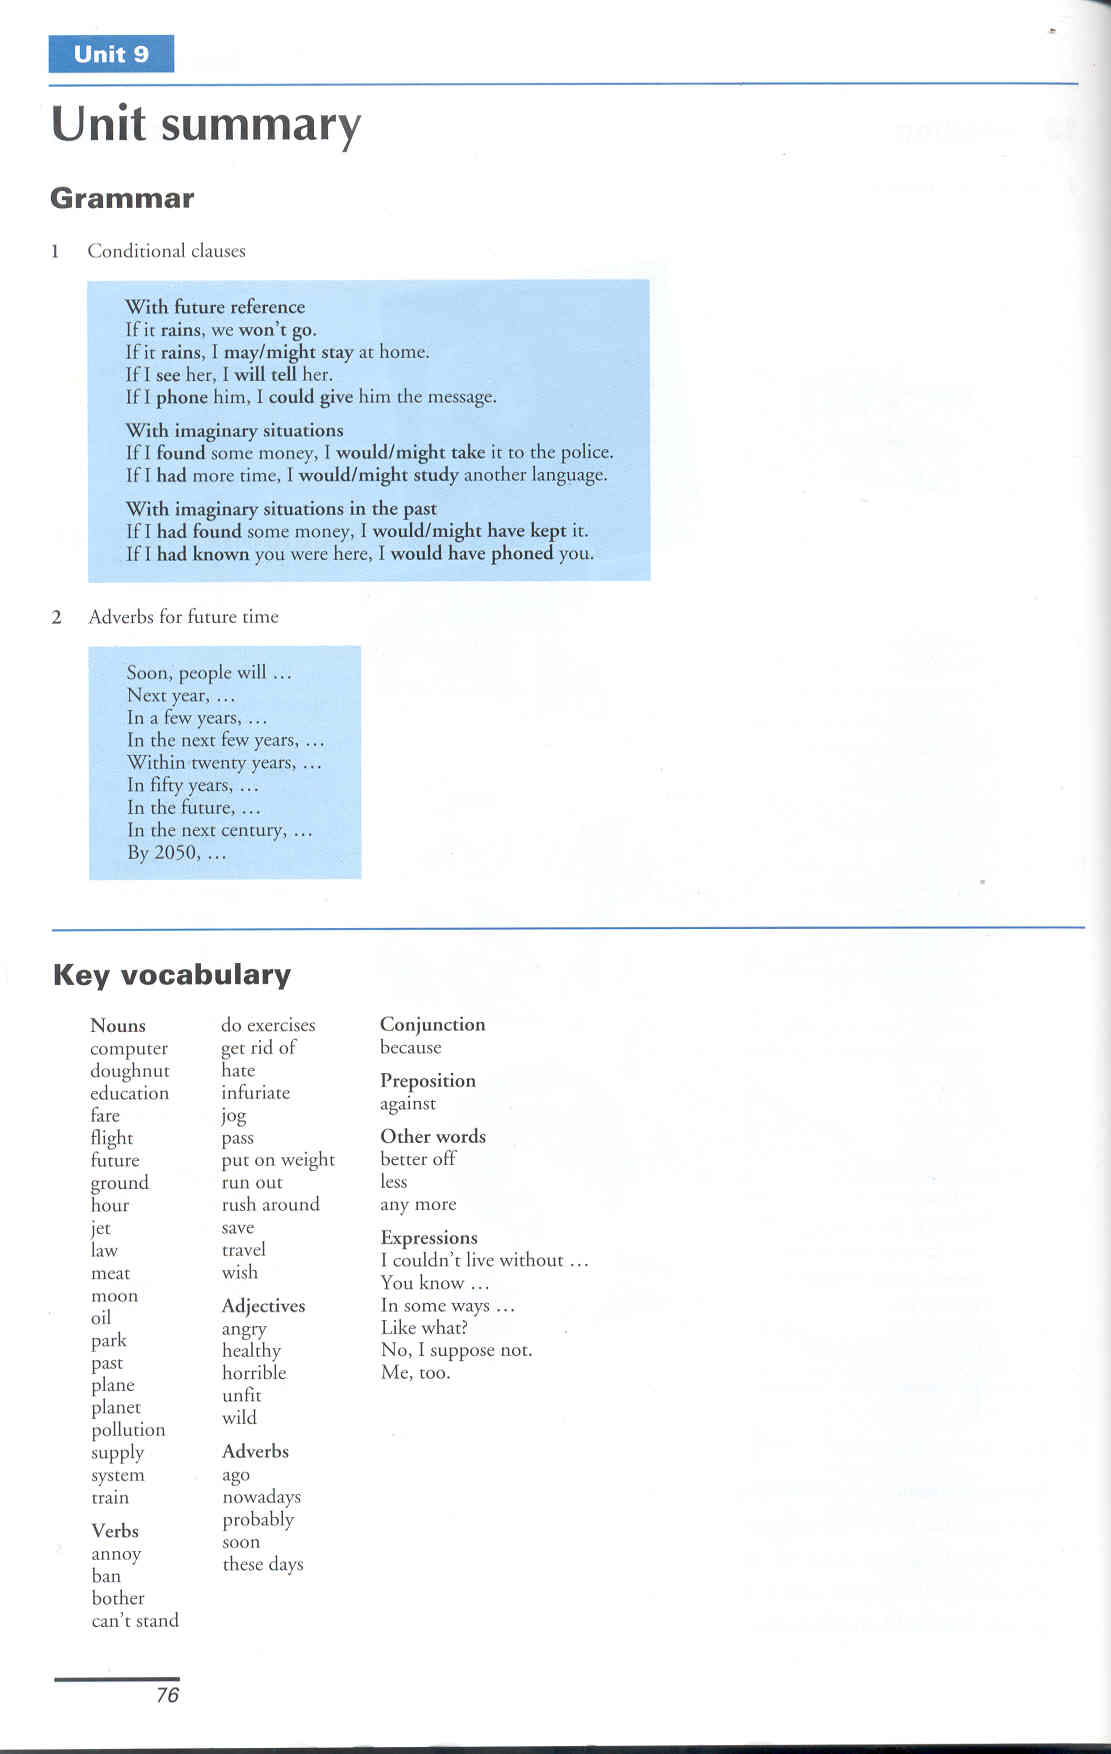 Unit 9
Unit summary
Grammar
1 Conditional clauses
With future reference
If it rains, we won't go.
If it rains, I may/might stay at home.
If I see her, I will tell her.
If I phone him, I could give him the message.
With imaginary situations
If I found some money, I would/might take it to the police.
If I had more time, I would/might study another language.
With imaginary situations in the past
If I had found some money, I would/might have kept it.
If I had known you were here, I would have phoned you.
2 Adverbs for future time
Soon, people will ...
Next year, ...
In a few years, ...
In the next few years, ...
Within twenty years, ...
In fifty years, ...
In the future, ...
In the next century, ...
By 2050, ...
Key vocabulary
Nouns
computer
doughnut
education
fare
flight
future
ground
hour
jet
law
meat
moon
oil
park
past
plane
planet
pollution
supply
system
train
Verbs
annoy
ban
bother
can't stand
do exercises
get rid of
hate
infuriate
jog
pass
put on weight
run out
rush around
save
travel
wish
Adjectives
angry
healthy
horrible
unfit
wild
Adverbs
ago
nowadays
probably
soon
these days
Conjunction
because
Preposition
against
Other words
better off
less
any more
Expressions
I couldn't live without ...
You know ...
In some ways ...
Like what?
No, I suppose not.
Me, too.
76